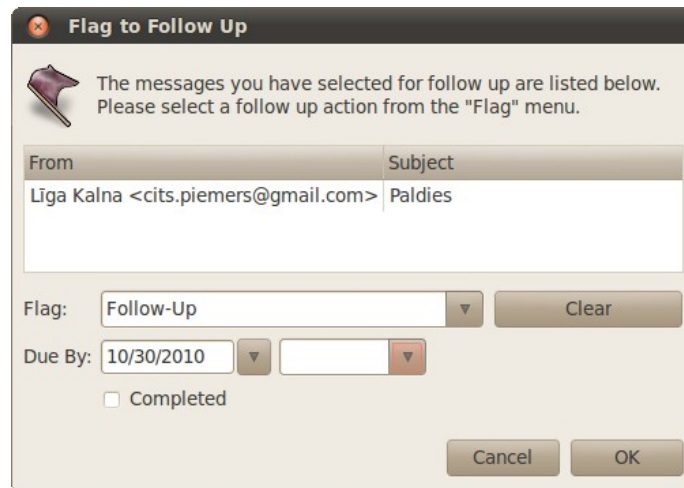 Flag to Follow Up
The messages you have selected for follow up are listed below.
Please select a follow up action from the "Flag" menu.
From Subject
Līga Kalna <cits.piemers@gmail.com> Paldies
Flag: Follow-Up Clear
Due By: 10/30/2010
Completed
Cancel OK